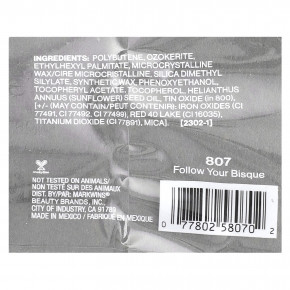 INGREDIENTS: POLYBUTENE, OZOKERITE,
ETHYLHEXYL PALMITATE, MICROCRYSTALLINE
WAX/CIRE MICROCRISTALLINE, SILICA DIMETHYL
SILYLATE, SYNTHETIC WAX, PHENOXYETHANOL,
TOCOPHERYL ACETATE, TOCOPHEROL, HELIANTHUS
ANNUUS (SUNFLOWER) SEED OIL, TIN OXIDE (in 800),
[+/- (MAY CONTAIN/PEUT CONTENIR): IRON OXIDES (CI
77491, CI 77492, CI 77499), RED 40 LAKE (CI 16035),
TITANIUM DIOXIDE (CI 77891), MICA]. [2302-1]
807
Follow Your Bisque
NOT TESTED ON ANIMALS/
NON TESTÉ SUR DES ANIMAUX
DIST. BY/PAR: MARKWINS®
BEAUTY BRANDS, INC.
CITY OF INDUSTRY, CA 91789
MADE IN MEXICO / FABRIQUÉ EN MEXIQUE
0 77802 58070 2